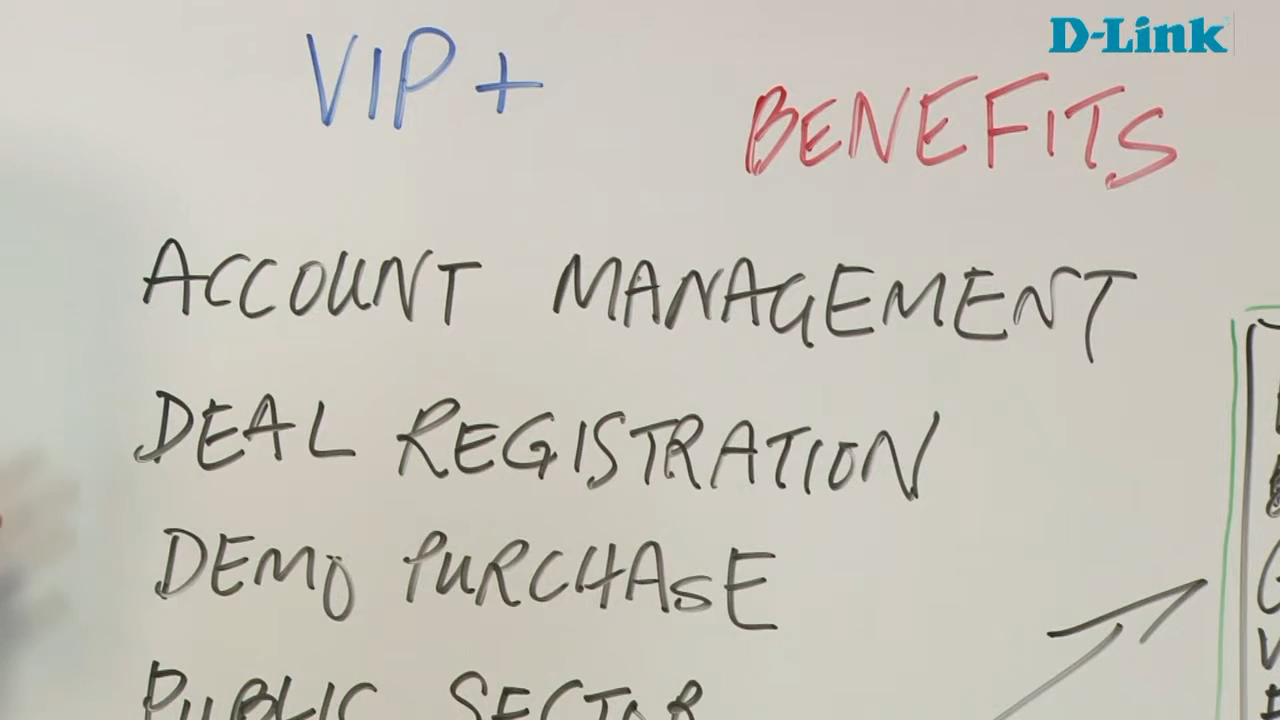 D-Link
VIP+
BENEFITS
ACCOUNT MANAGEMENT
DEAL REGISTRATION
DEMO PURCHASE
PUBLIC SECTOR